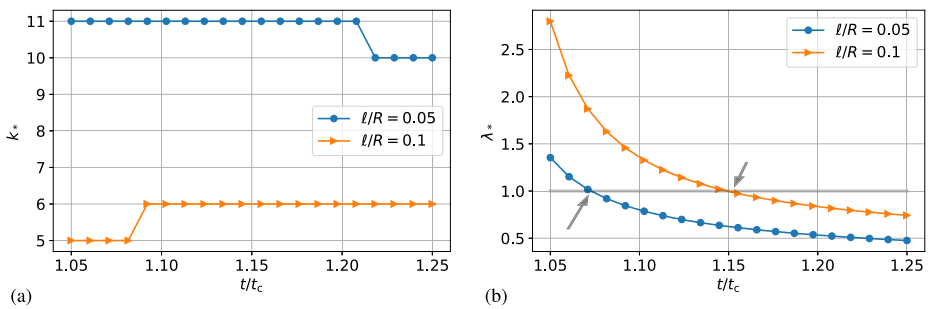 11
10
9
8
7
6
5
k*
ℓ/R = 0.05
ℓ/R = 0.1
1.05
1.10
1.15
1.20
1.25
t/tc
(a)
2.5
2.0
1.5
1.0
0.5
λ*
ℓ/R = 0.05
ℓ/R = 0.1
1.05
1.10
1.15
1.20
1.25
t/tc
(b)